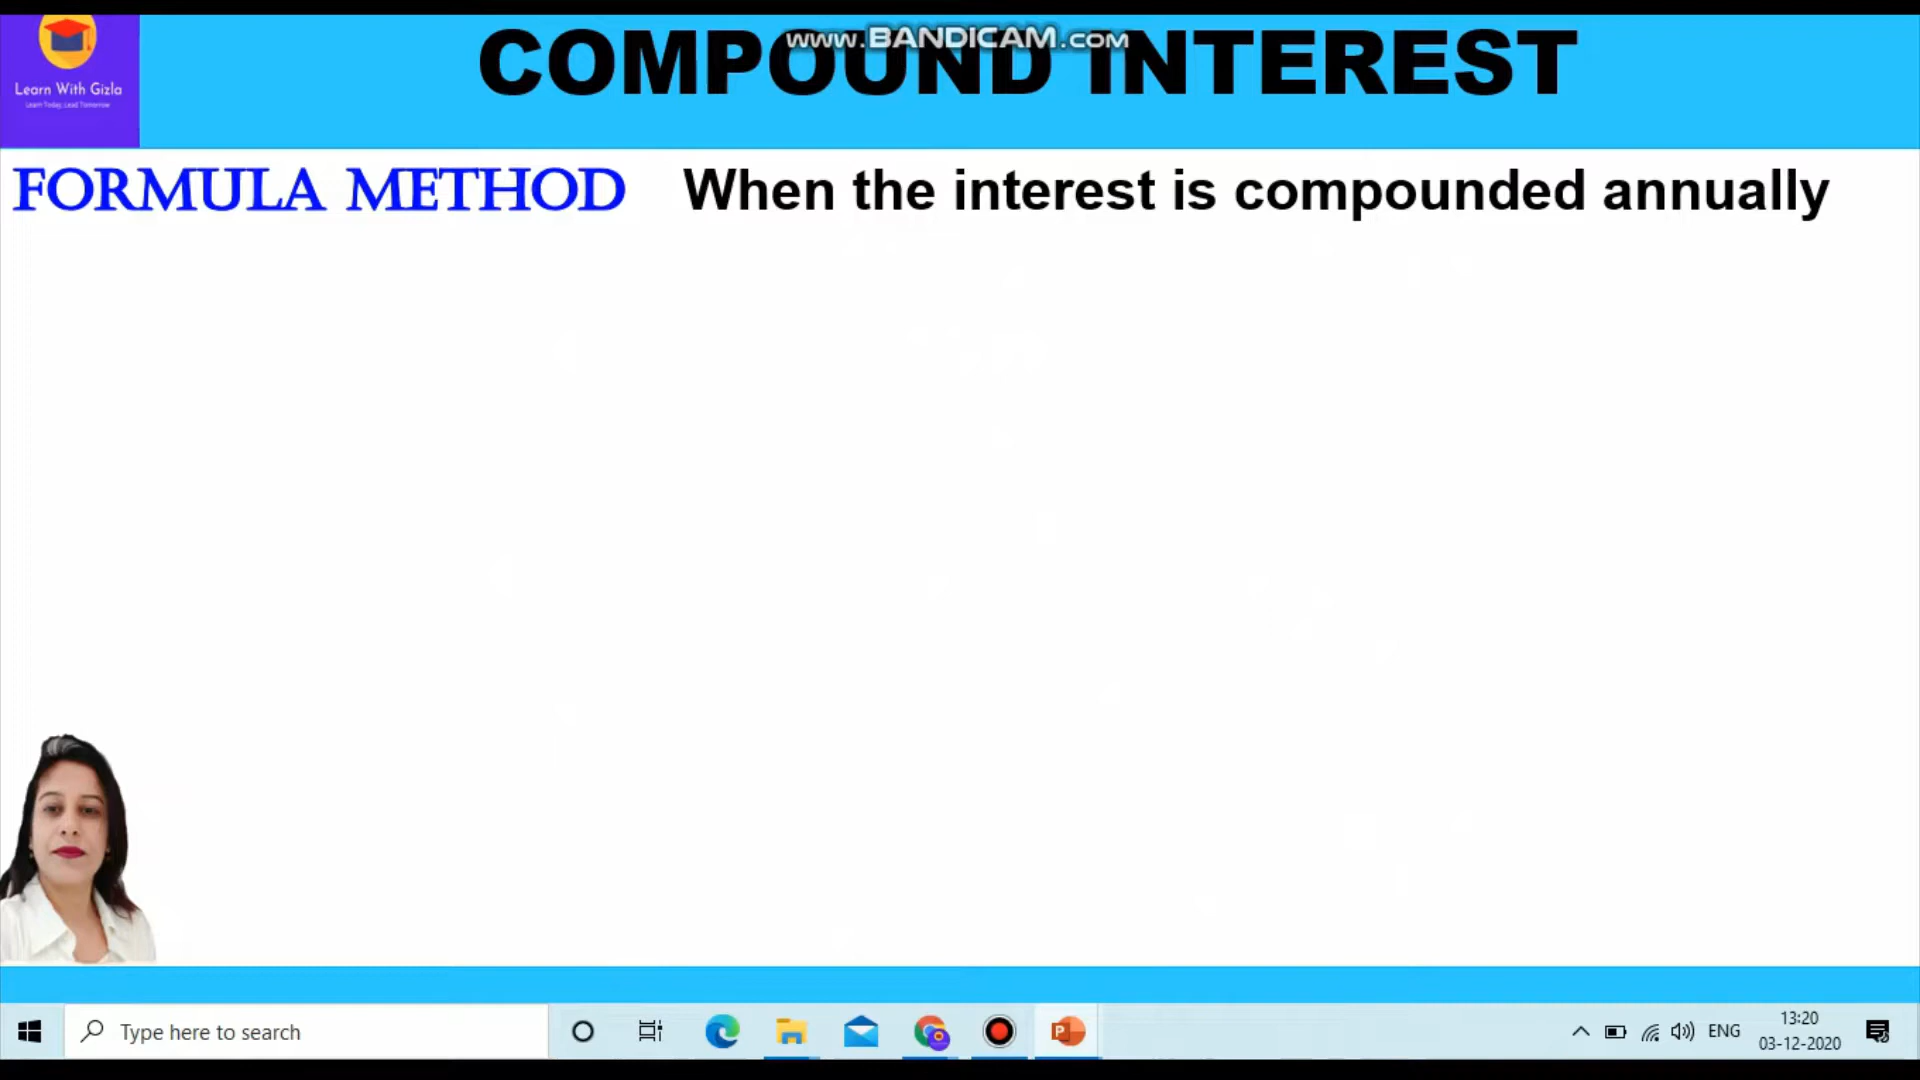 www.BANDICAM.com
COMPOUND INTEREST
Learn With Gizla
Learn Today, Lead Tomorrow
FORMULA METHOD When the interest is compounded annually
Type here to search
ENG
13:20
03-12-2020